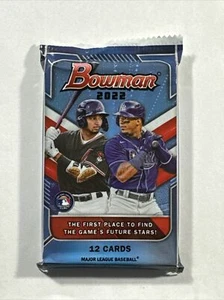 Bowman
2022
THE FIRST PLACE TO FIND
THE GAME'S FUTURE STARS!
12 CARDS
MAJOR LEAGUE BASEBALL